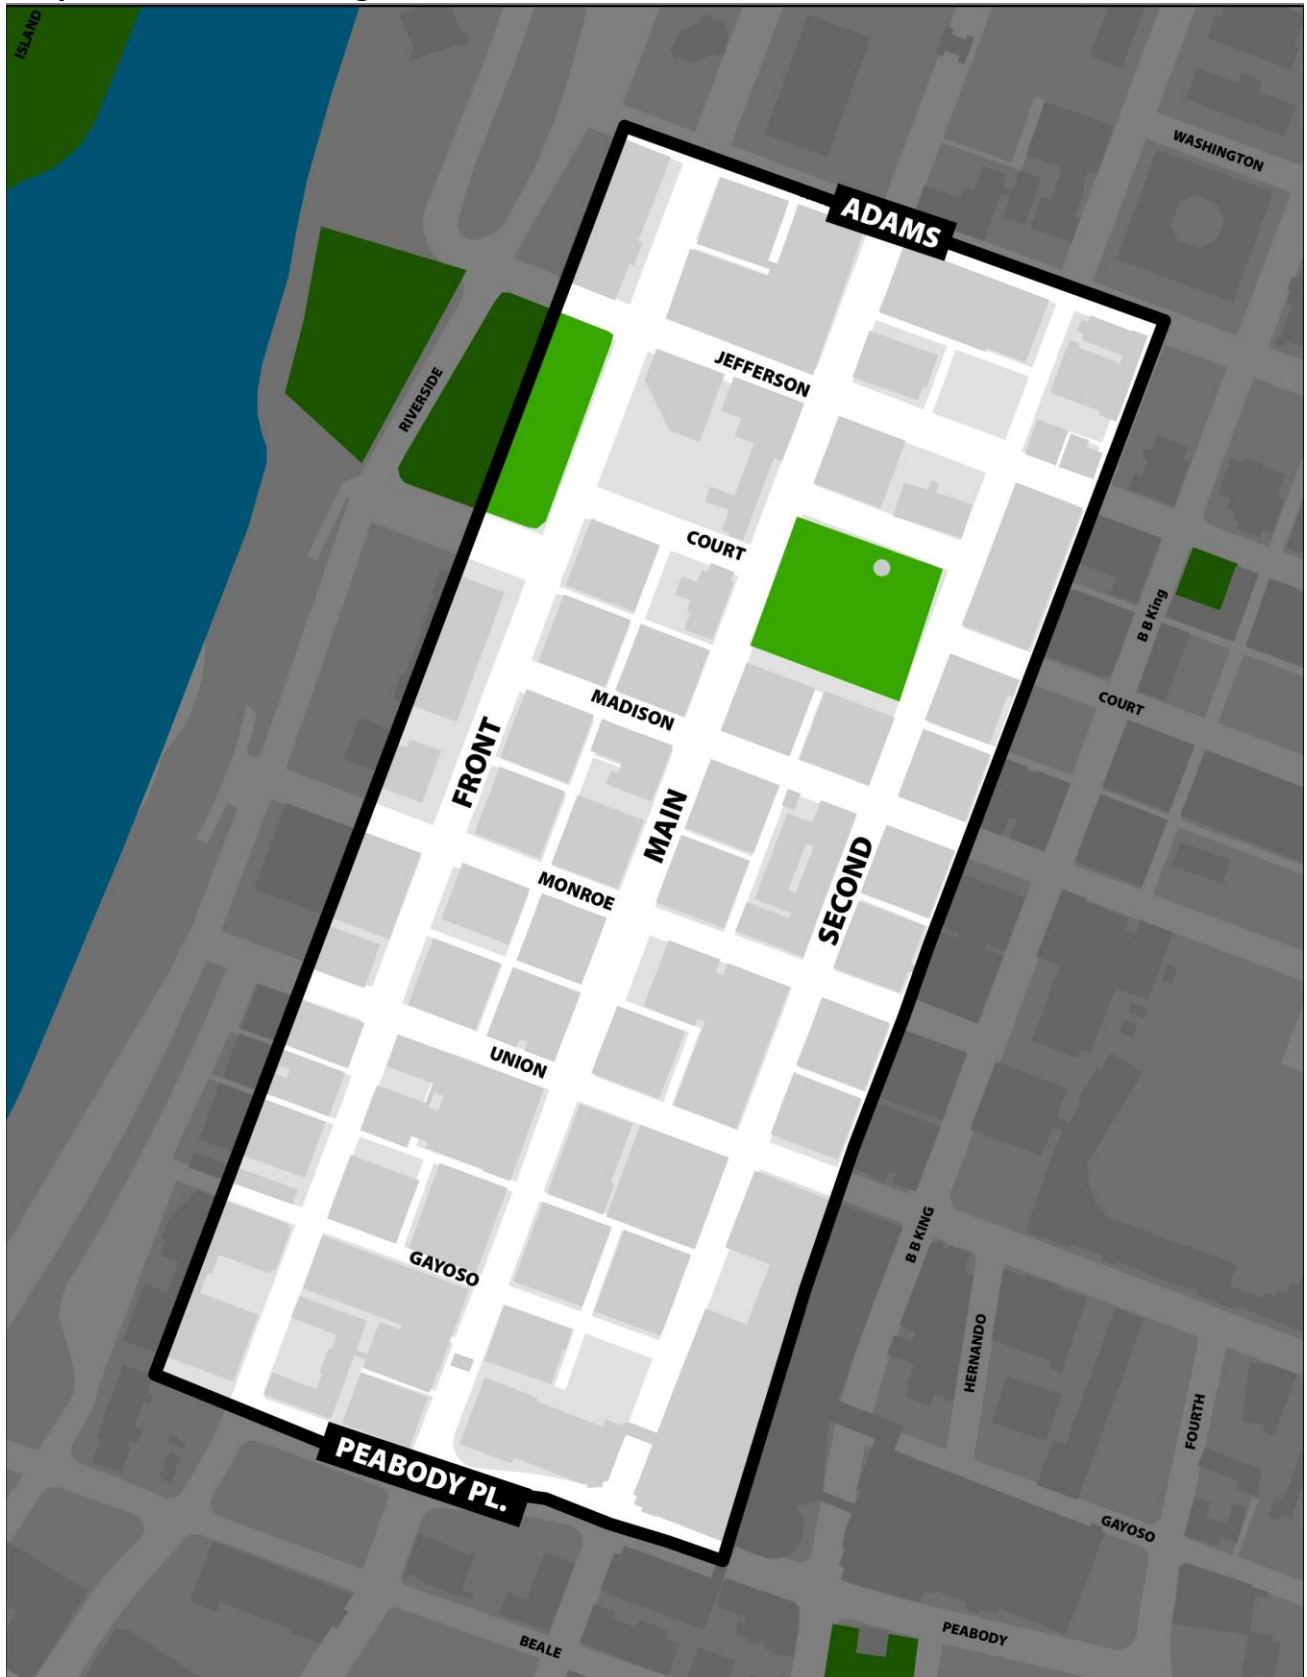 ISLAND
WASHINGTON
ADAMS
JEFFERSON
RIVERSIDE
COURT
B B King
COURT
MADISON
FRONT
MAIN
SECOND
MONROE
UNION
B B KING
GAYOSO
HERNANDO
FOURTH
PEABODY PL.
GAYOSO
PEABODY
BEALE